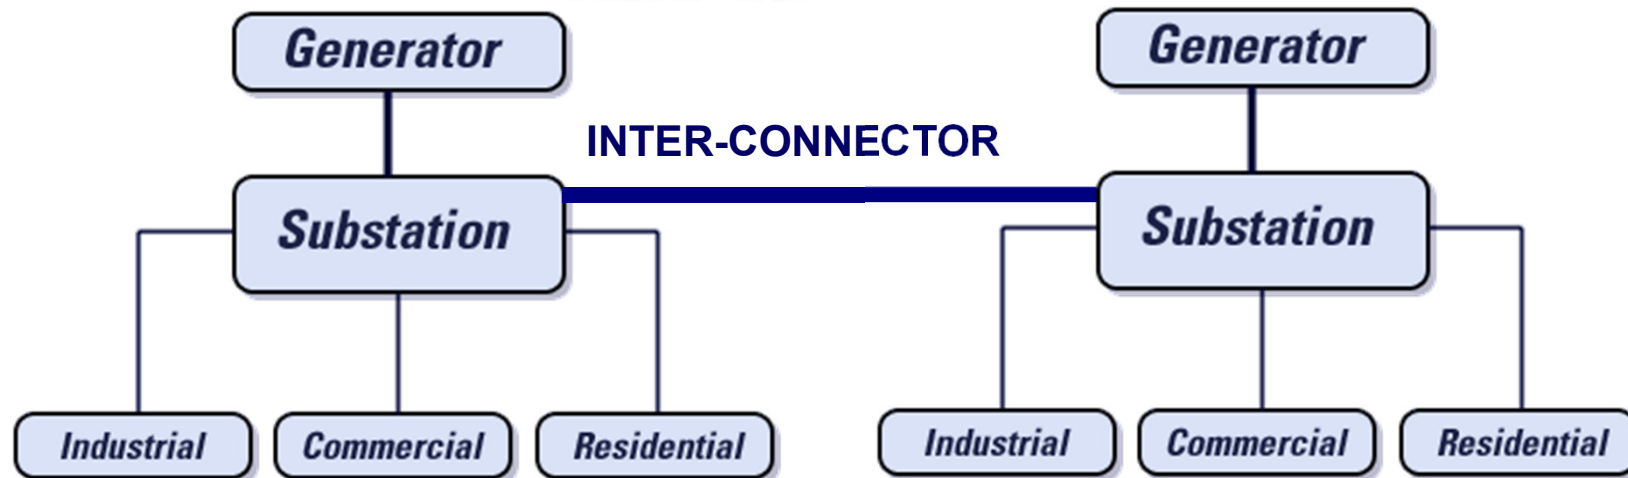 Generator
Generator
INTER-CONNECTOR
Substation
Substation
Industrial
Commercial
Residential
Industrial
Commercial
Residential